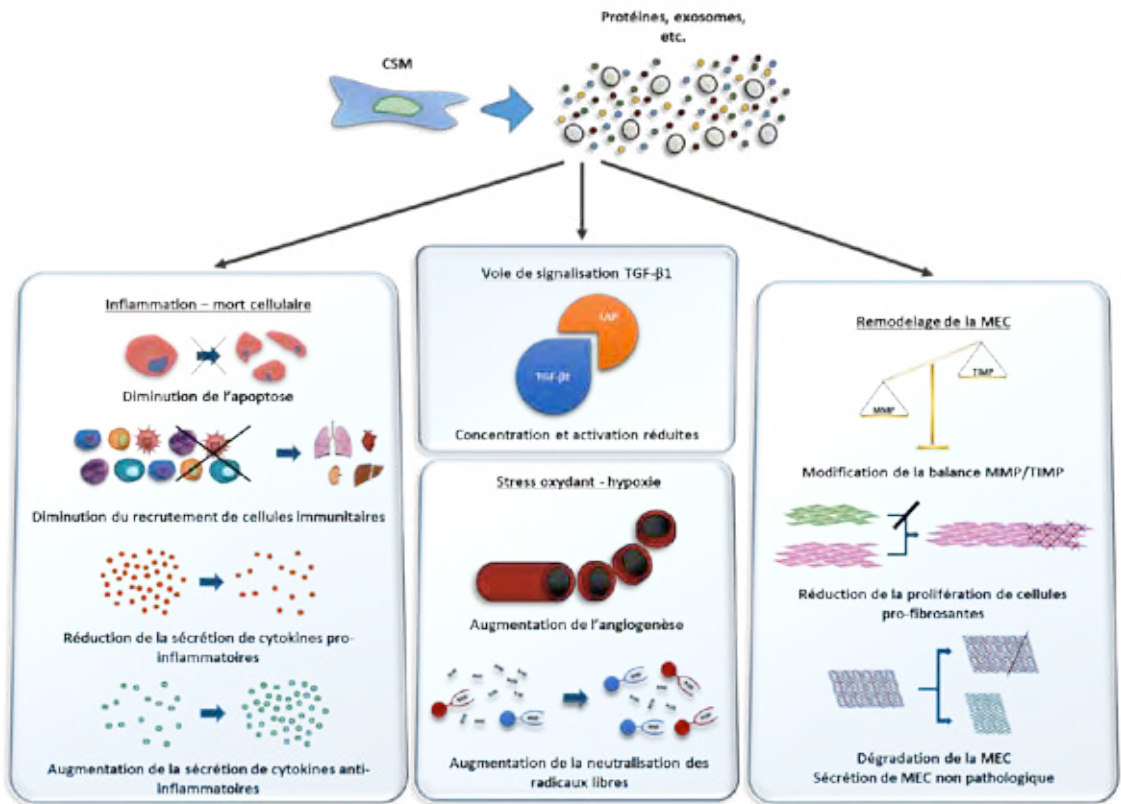 Protéines, exosomes,
etc.
CSM
Inflammation – mort cellulaire
Diminution de l'apoptose
Diminution du recrutement de cellules immunitaires
Réduction de la sécrétion de cytokines pro-
inflammatoires
Augmentation de la sécrétion de cytokines anti-
inflammatoires
Voie de signalisation TGF-β1
LAP
TGF-β1
Concentration et activation réduites
Stress oxydant - hypoxie
Augmentation de l'angiogenèse
Augmentation de la neutralisation des
radicaux libres
Remodelage de la MEC
TIMP
MMP
Modification de la balance MMP/TIMP
Réduction de la prolifération de cellules
pro-fibrosantes
Dégradation de la MEC
Sécrétion de MEC non pathologique